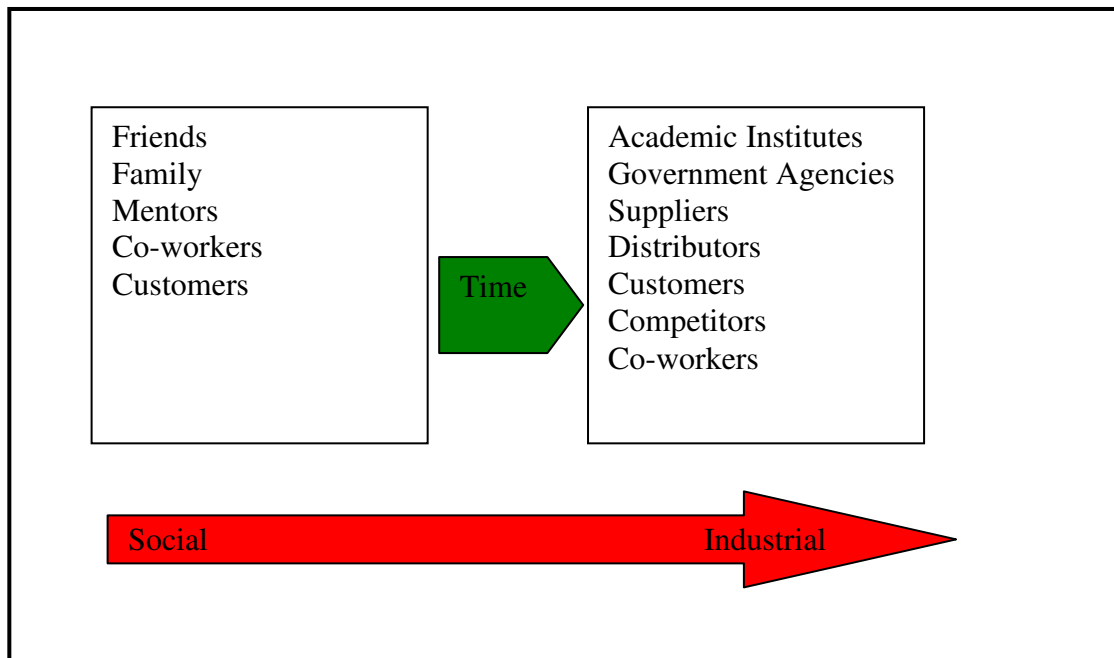 Friends
Family
Mentors
Co-workers
Customers
Time
Academic Institutes
Government Agencies
Suppliers
Distributors
Customers
Competitors
Co-workers
Social
Industrial